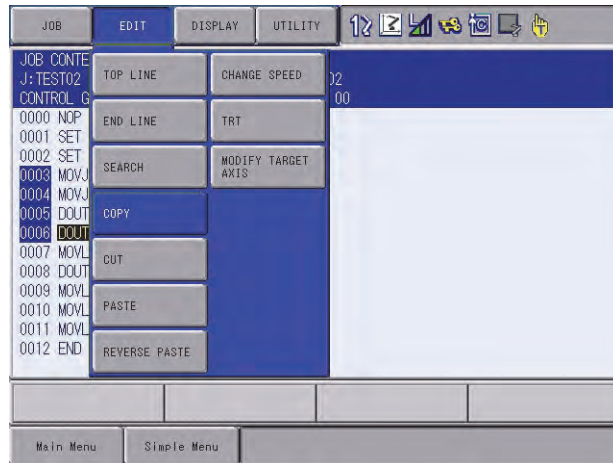 JOB EDIT DISPLAY UTILITY
JOB CONTE
J:TEST02 02
CONTROL G 00
0000 NOP
0001 SET
0002 SET
0003 MOVJ
0004 MOVJ
0005 DOUT
0006 DOUT
0007 MOVL
0008 DOUT
0009 MOVL
0010 MOVL
0011 MOVL
0012 END
TOP LINE
END LINE
SEARCH
COPY
CUT
PASTE
REVERSE PASTE
CHANGE SPEED
TRT
MODIFY TARGET
AXIS
Main Menu Simple Menu